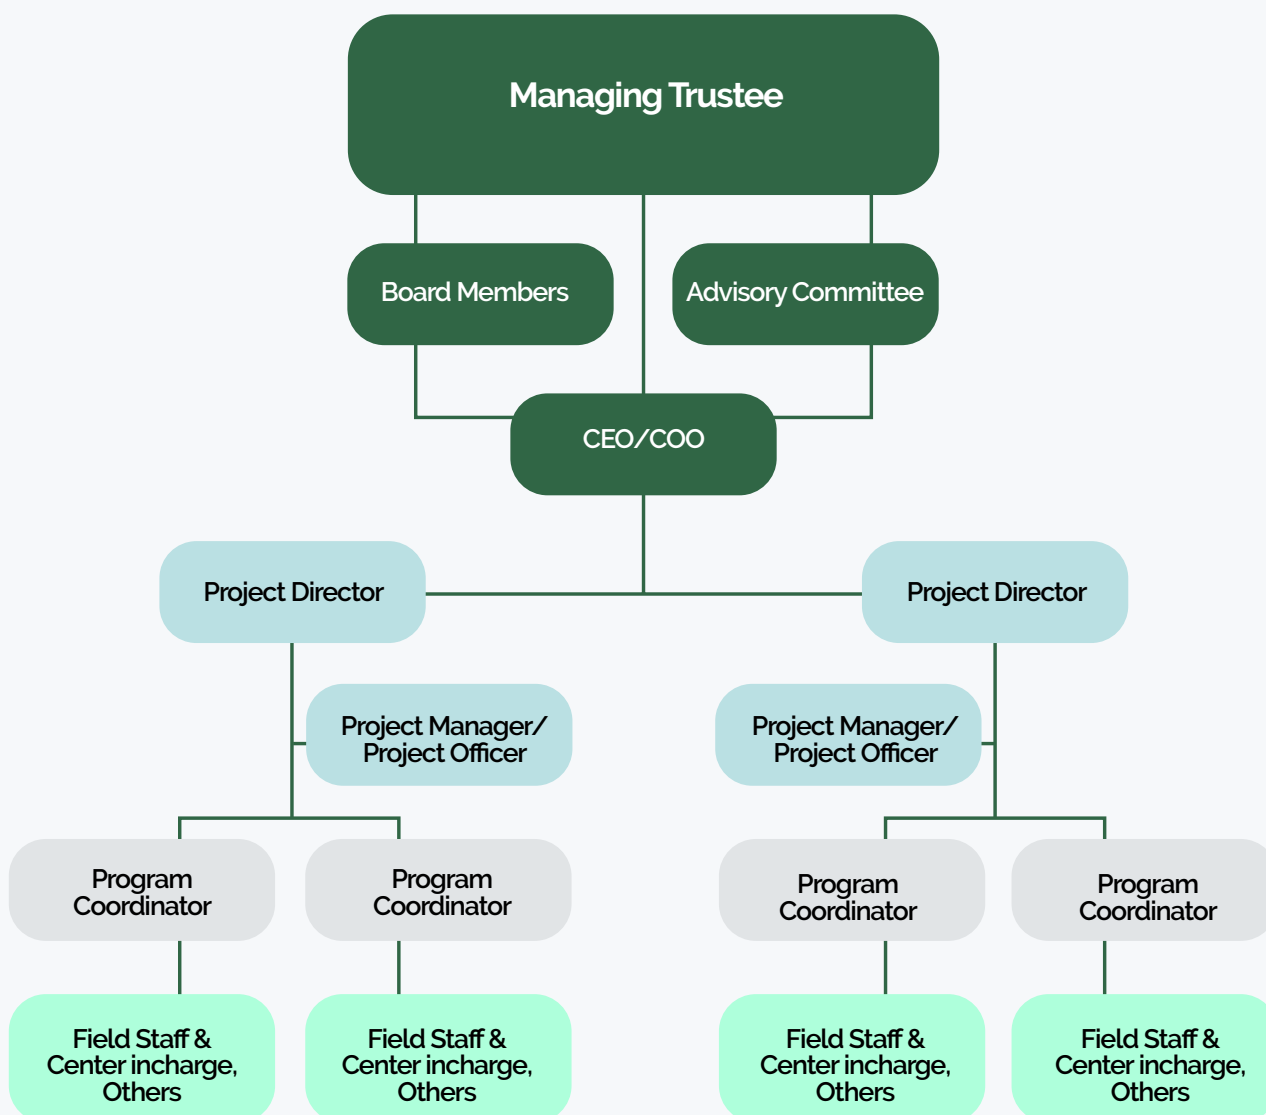 Managing Trustee
Board Members
Advisory Committee
CEO/COO
Project Director
Project Director
Project Manager/
Project Officer
Project Manager/
Project Officer
Program
Coordinator
Program
Coordinator
Program
Coordinator
Program
Coordinator
Field Staff &
Center incharge,
Others
Field Staff &
Center incharge,
Others
Field Staff &
Center incharge,
Others
Field Staff &
Center incharge,
Others